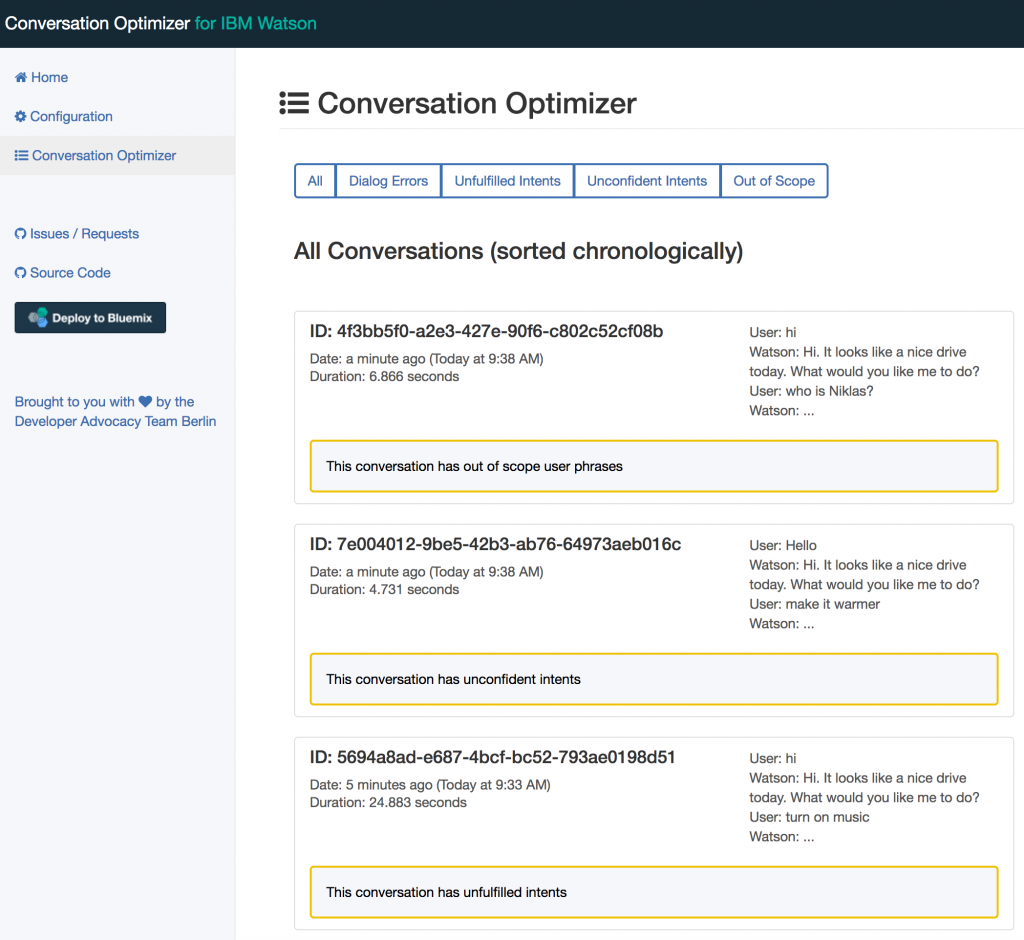 Conversation Optimizer for IBM Watson
Home
Configuration
Conversation Optimizer
Issues / Requests
Source Code
Deploy to Bluemix
Brought to you with by the
Developer Advocacy Team Berlin
Conversation Optimizer
All
Dialog Errors
Unfulfilled Intents
Unconfident Intents
Out of Scope
All Conversations (sorted chronologically)
ID: 4f3bb5f0-a2e3-427e-90f6-c802c52cf08b
Date: a minute ago (Today at 9:38 AM)
Duration: 6.866 seconds
User: hi
Watson: Hi. It looks like a nice drive
today. What would you like me to do?
User: who is Niklas?
Watson: ...
This conversation has out of scope user phrases
ID: 7e004012-9be5-42b3-ab76-64973aeb016c
Date: a minute ago (Today at 9:38 AM)
Duration: 4.731 seconds
User: Hello
Watson: Hi. It looks like a nice drive
today. What would you like me to do?
User: make it warmer
Watson: ...
This conversation has unconfident intents
ID: 5694a8ad-e687-4bcf-bc52-793ae0198d51
Date: 5 minutes ago (Today at 9:33 AM)
Duration: 24.883 seconds
User: hi
Watson: Hi. It looks like a nice drive
today. What would you like me to do?
User: turn on music
Watson: ...
This conversation has unfulfilled intents